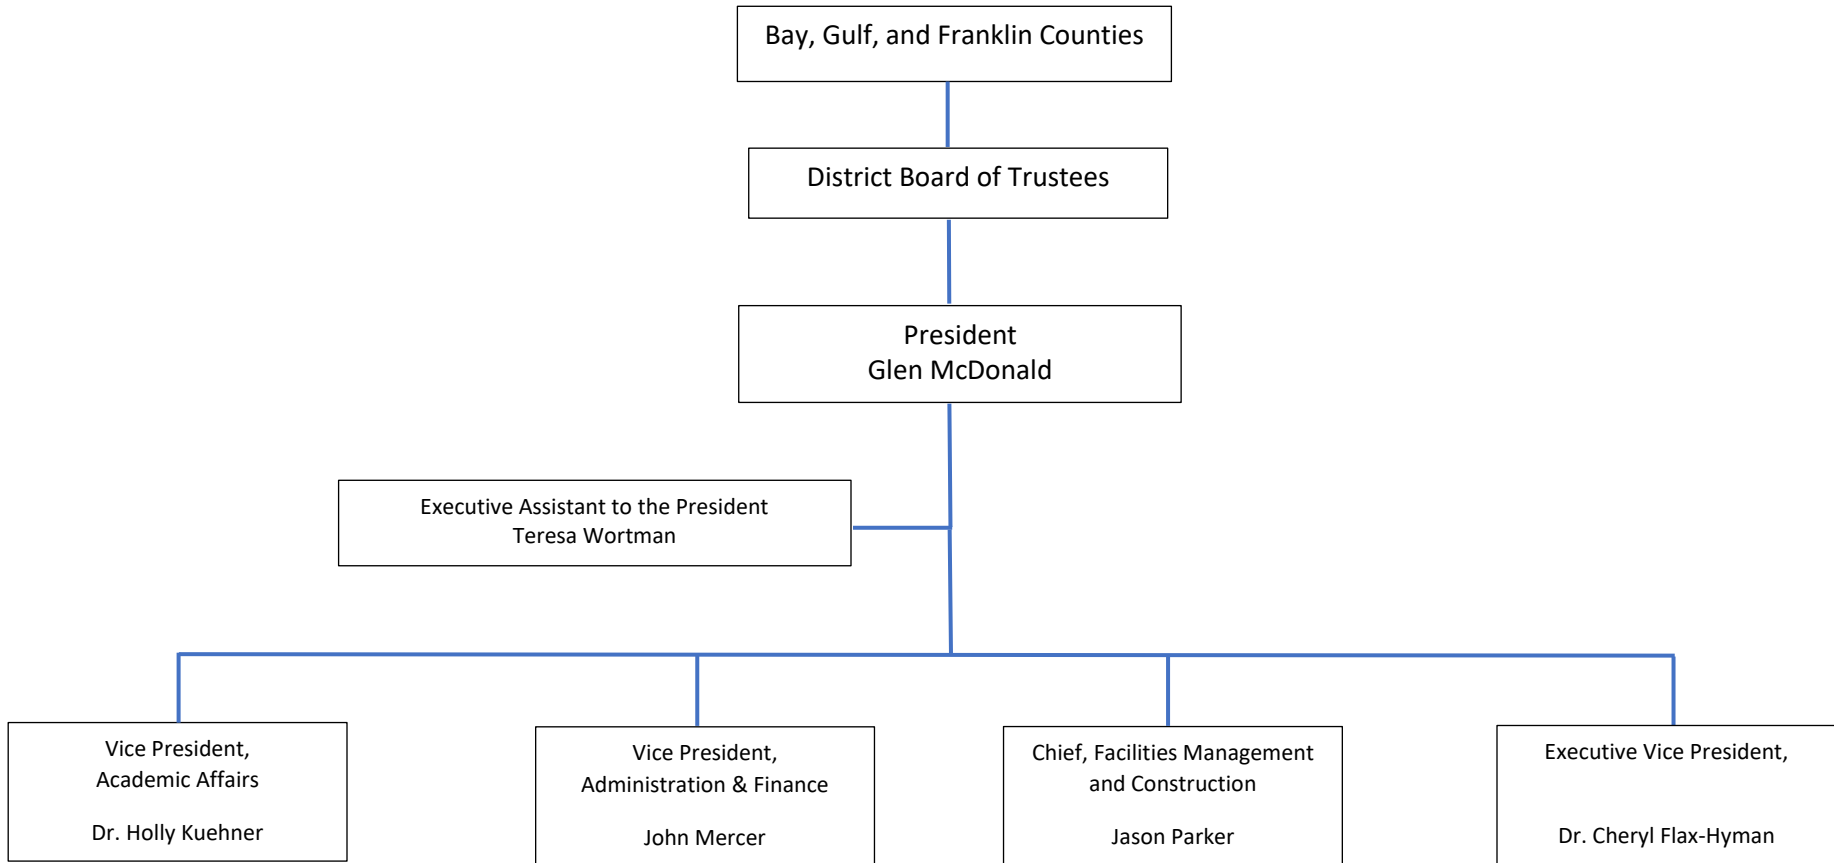 Bay, Gulf, and Franklin Counties
District Board of Trustees
President
Glen McDonald
Executive Assistant to the President
Teresa Wortman
Vice President,
Academic Affairs
Dr. Holly Kuehner
Vice President,
Administration & Finance
John Mercer
Chief, Facilities Management
and Construction
Jason Parker
Executive Vice President,
Dr. Cheryl Flax-Hyman